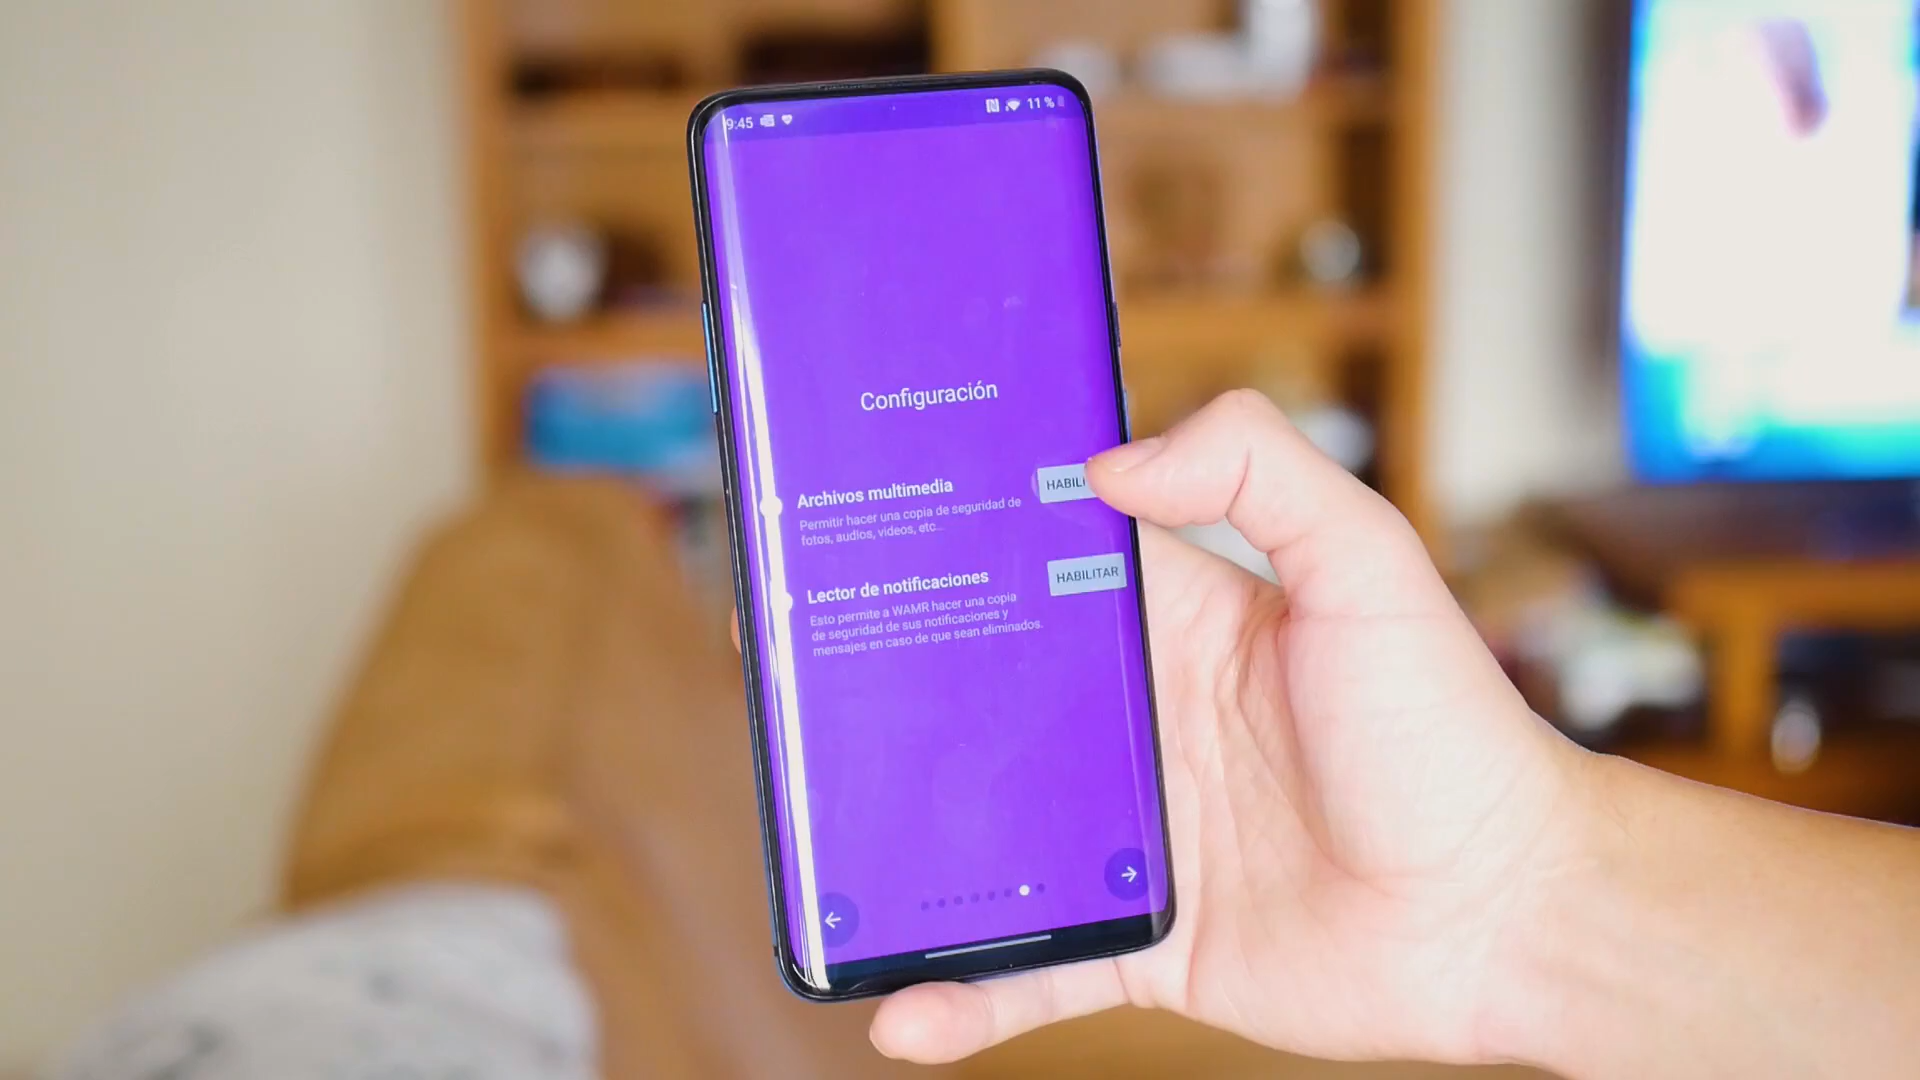 9:45
11 %
Configuración
Archivos multimedia
HABILI
Permitir hacer una copia de seguridad de
fotos, audios, videos, etc...
Lector de notificaciones
HABILITAR
Esto permite a WAMR hacer una copia
de seguridad de sus notificaciones y
mensajes en caso de que sean eliminados.